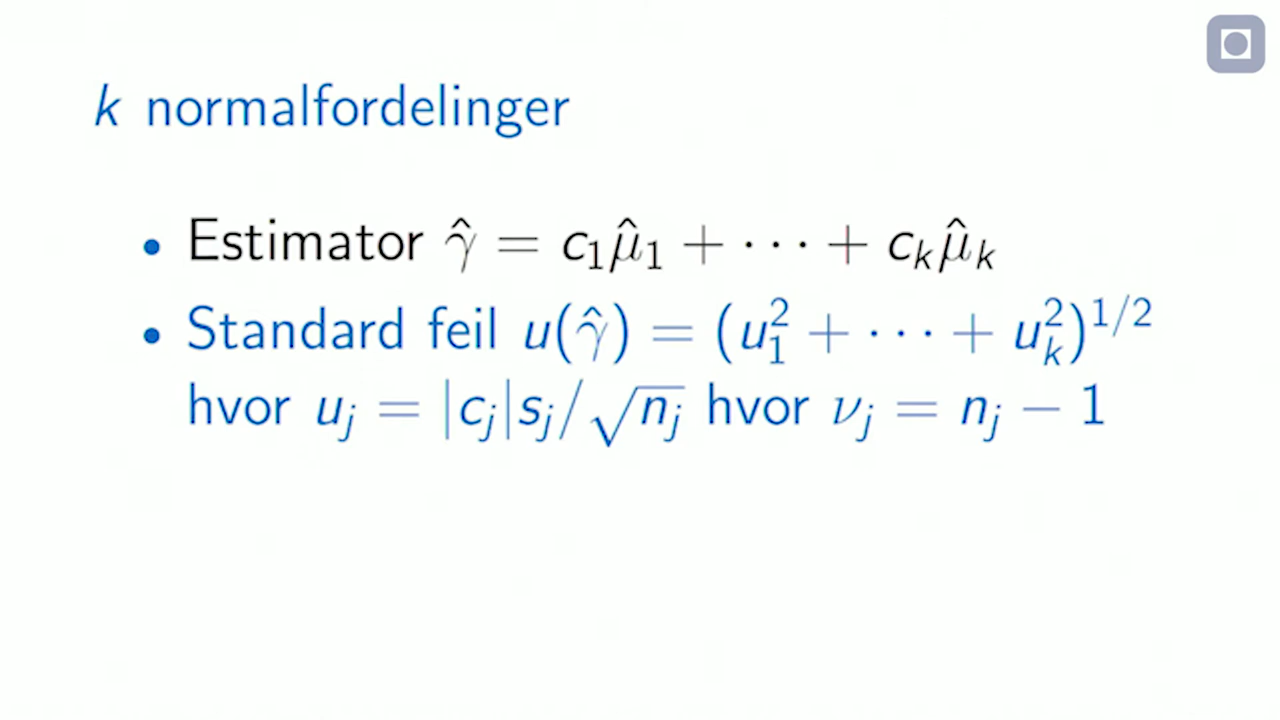 k normalfordelinger
• Estimator γ̂ = c₁μ̂₁ + ⋯ + cₖμ̂ₖ
• Standard feil u(γ̂) = (u₁² + ⋯ + uₖ²)^{1/2}
hvor uⱼ = |cⱼ|sⱼ/√nⱼ hvor νⱼ = nⱼ − 1